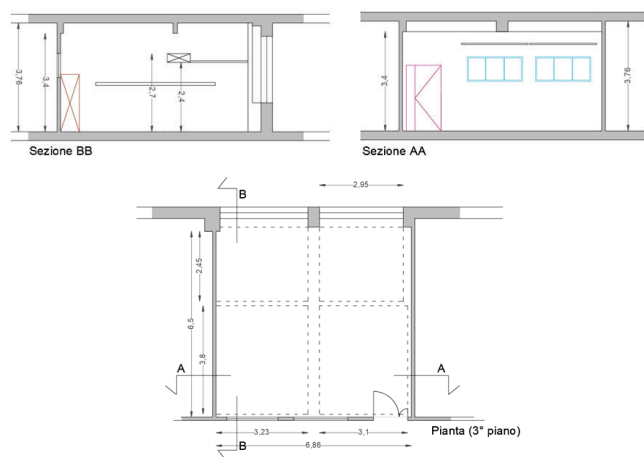 3,76
3,4
2,7
2,4
Sezione BB
3,4
3,76
Sezione AA
B
2,95
2,45
6,5
3,8
A
A
3,23
3,1
6,86
B
Pianta (3° piano)